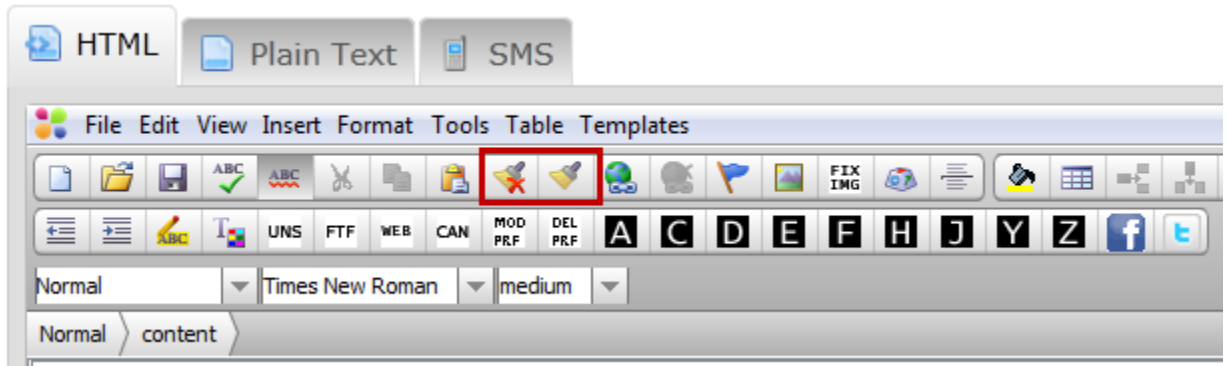 HTML Plain Text SMS
File Edit View Insert Format Tools Table Templates
ABC ABC FIX IMG
ABC T UNS FTF WEB CAN MOD PRF DEL PRF A C D E F H J Y Z f t
Normal Times New Roman medium
Normal content